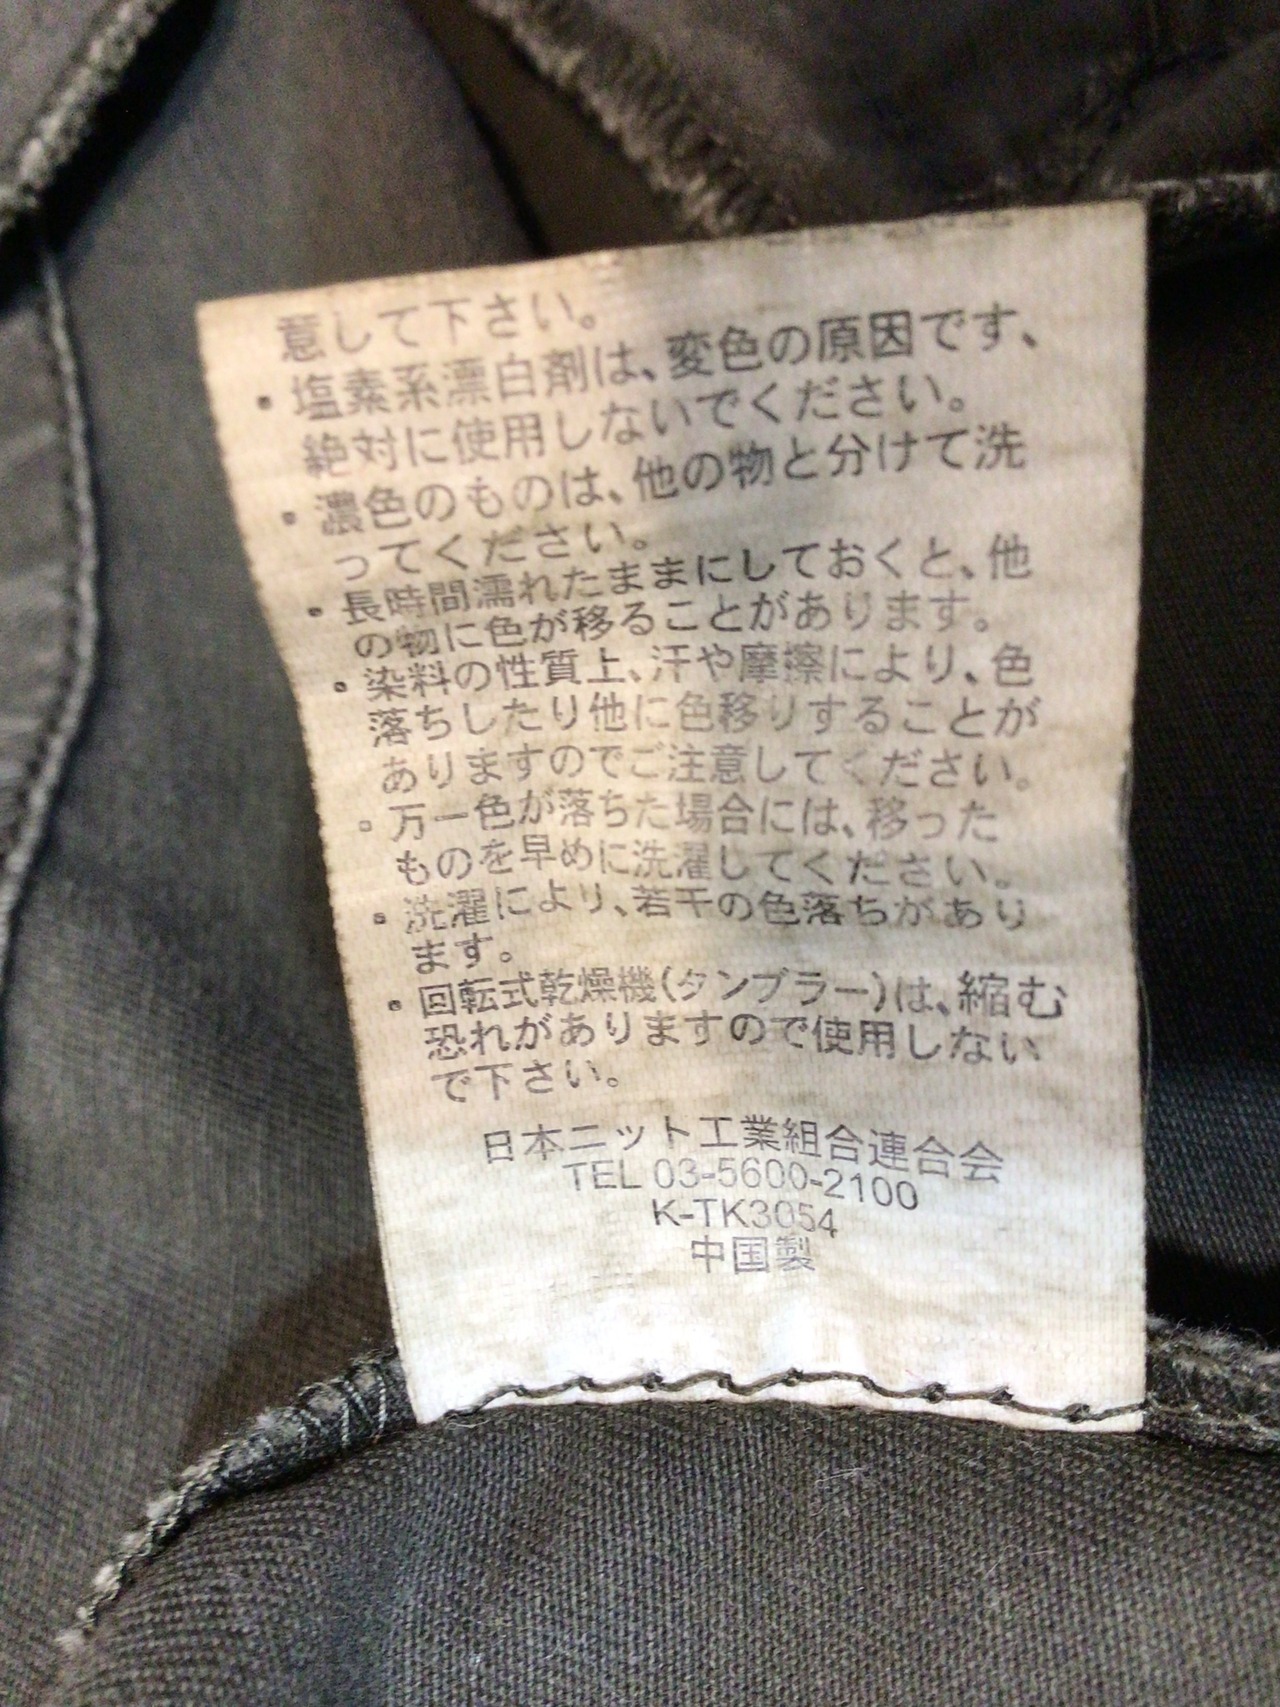 意して下さい。
・塩素系漂白剤は、変色の原因です、
絶対に使用しないでください。
・濃色のものは、他の物と分けて洗
ってください。
・長時間濡れたままにしておくと、他
の物に色が移ることがあります。
・染料の性質上、汗や摩擦により、色
落ちしたり他に色移りすることが
ありますのでご注意してください。
・万一色が落ちた場合には、移った
ものを早めに洗濯してください。
・洗濯により、若干の色落ちがあり
ます。
・回転式乾燥機(タンブラー)は、縮む
恐れがありますので使用しない
で下さい。
日本ニット工業組合連合会
TEL 03-5600-2100
K-TK3054
中国製